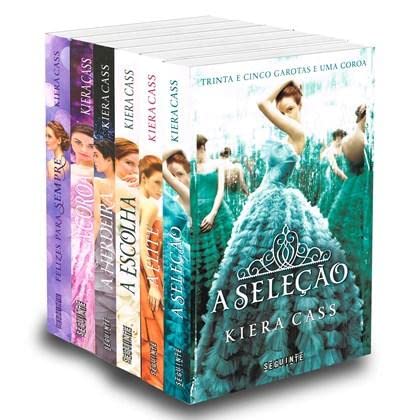 TRINTA E CINCO GAROTAS E UMA COROA
A SELEÇÃO
KIERA CASS
SEGUINTE
KIERA CASS
A SELEÇÃO
SEGUINTE
KIERA CASS
A ELITE
SEGUINTE
KIERA CASS
A ESCOLHA
SEGUINTE
KIERA CASS
A HERDEIRA
SEGUINTE
KIERA CASS
A COROA
SEGUINTE
KIERA CASS
FELIZES PARA SEMPRE